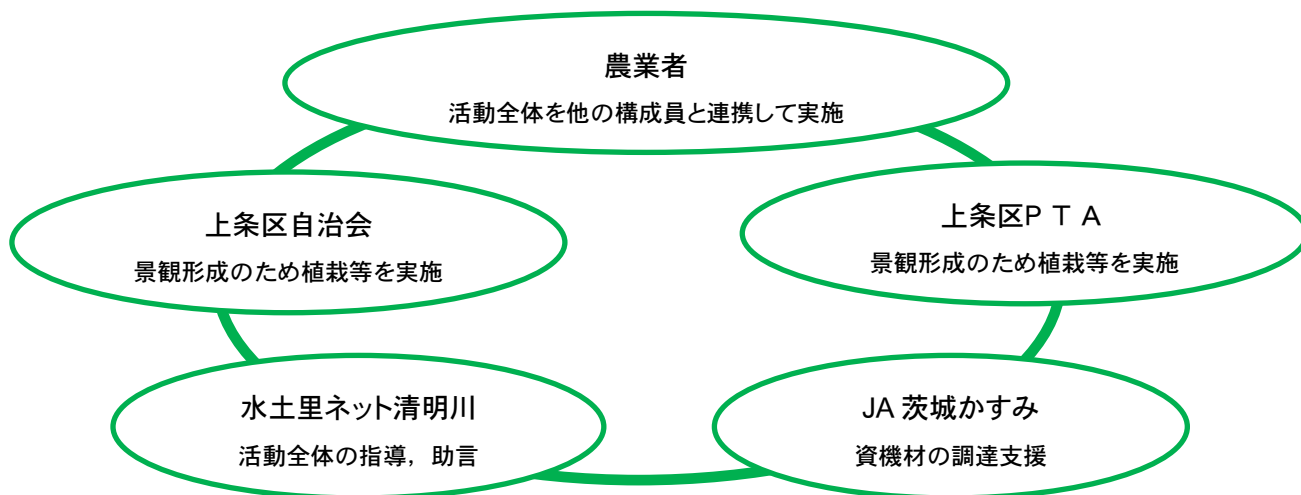 農業者
活動全体を他の構成員と連携して実施
上条区自治会
景観形成のため植栽等を実施
上条区P T A
景観形成のため植栽等を実施
水土里ネット清明川
活動全体の指導，助言
JA 茨城かすみ
資機材の調達支援